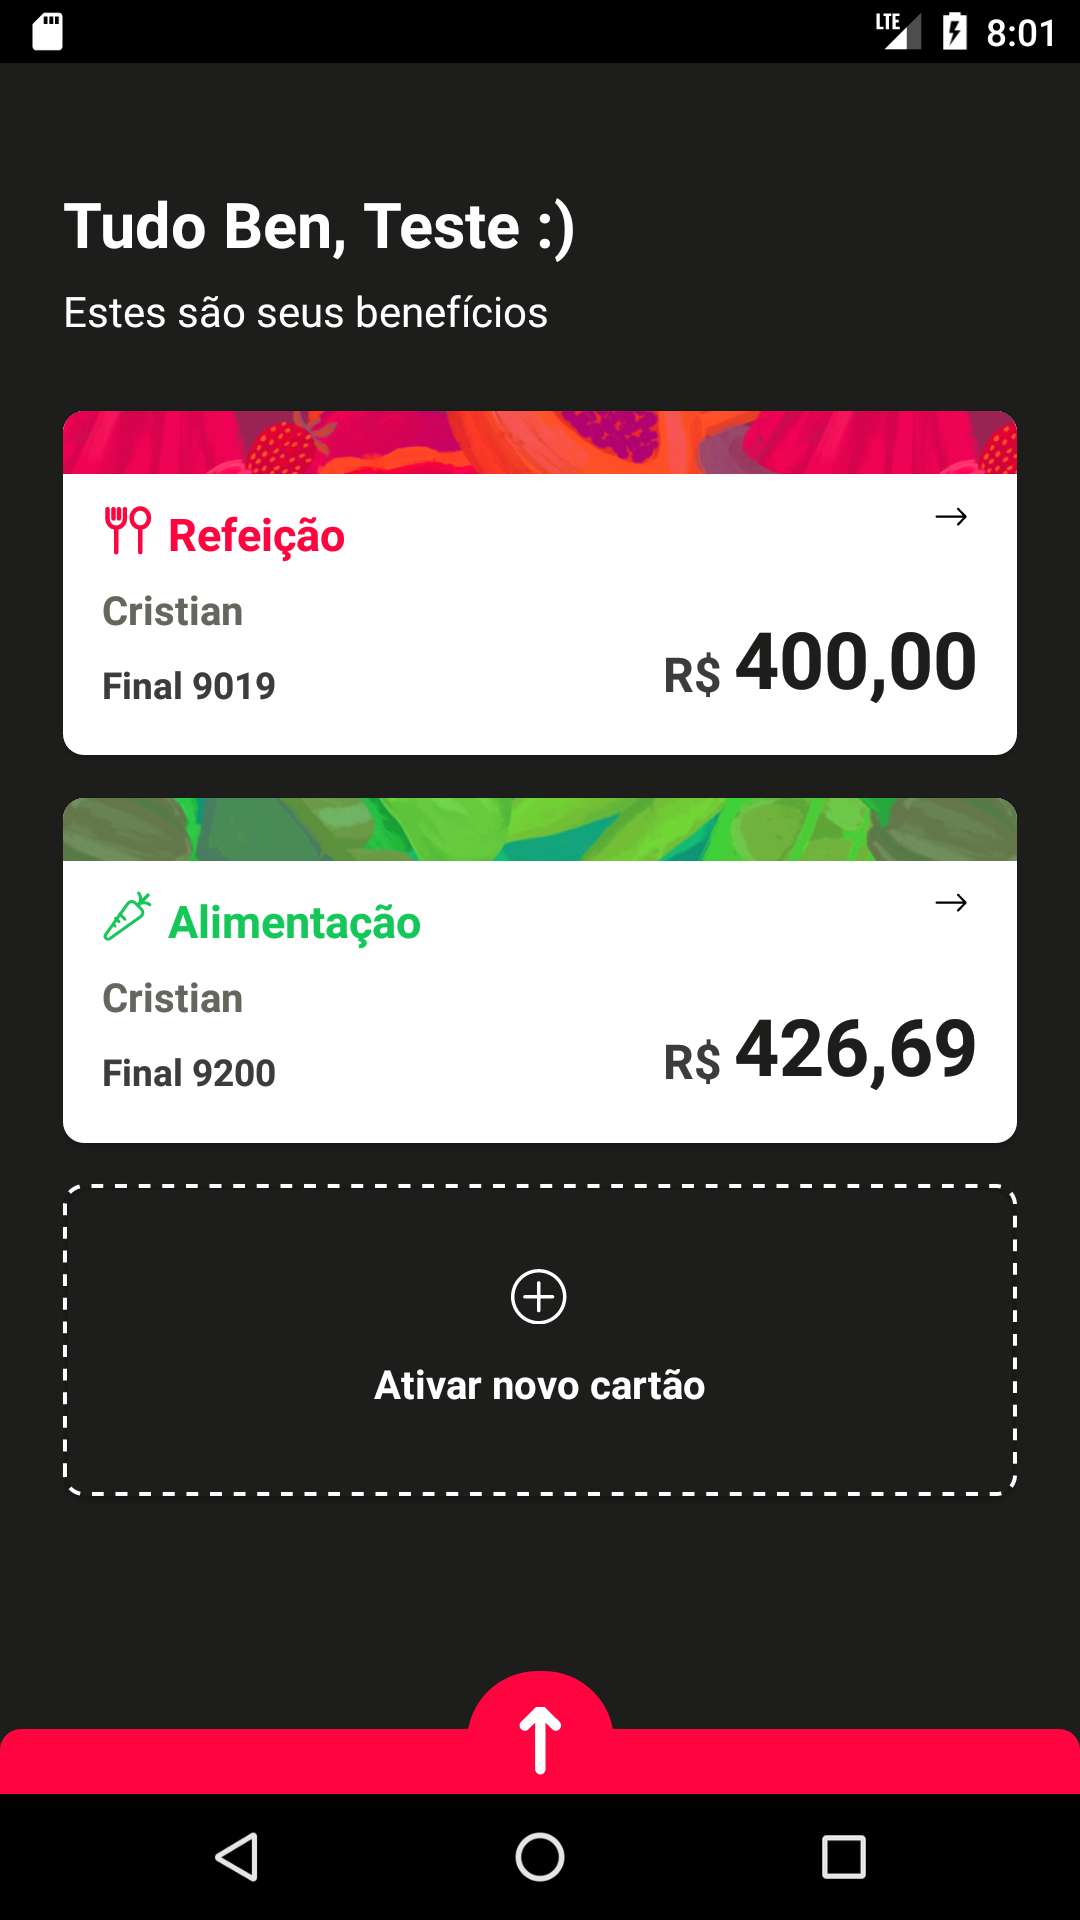 LTE 8:01
Tudo Ben, Teste :)
Estes são seus benefícios
Refeição
Cristian
Final 9019
R$ 400,00
Alimentação
Cristian
Final 9200
R$ 426,69
Ativar novo cartão